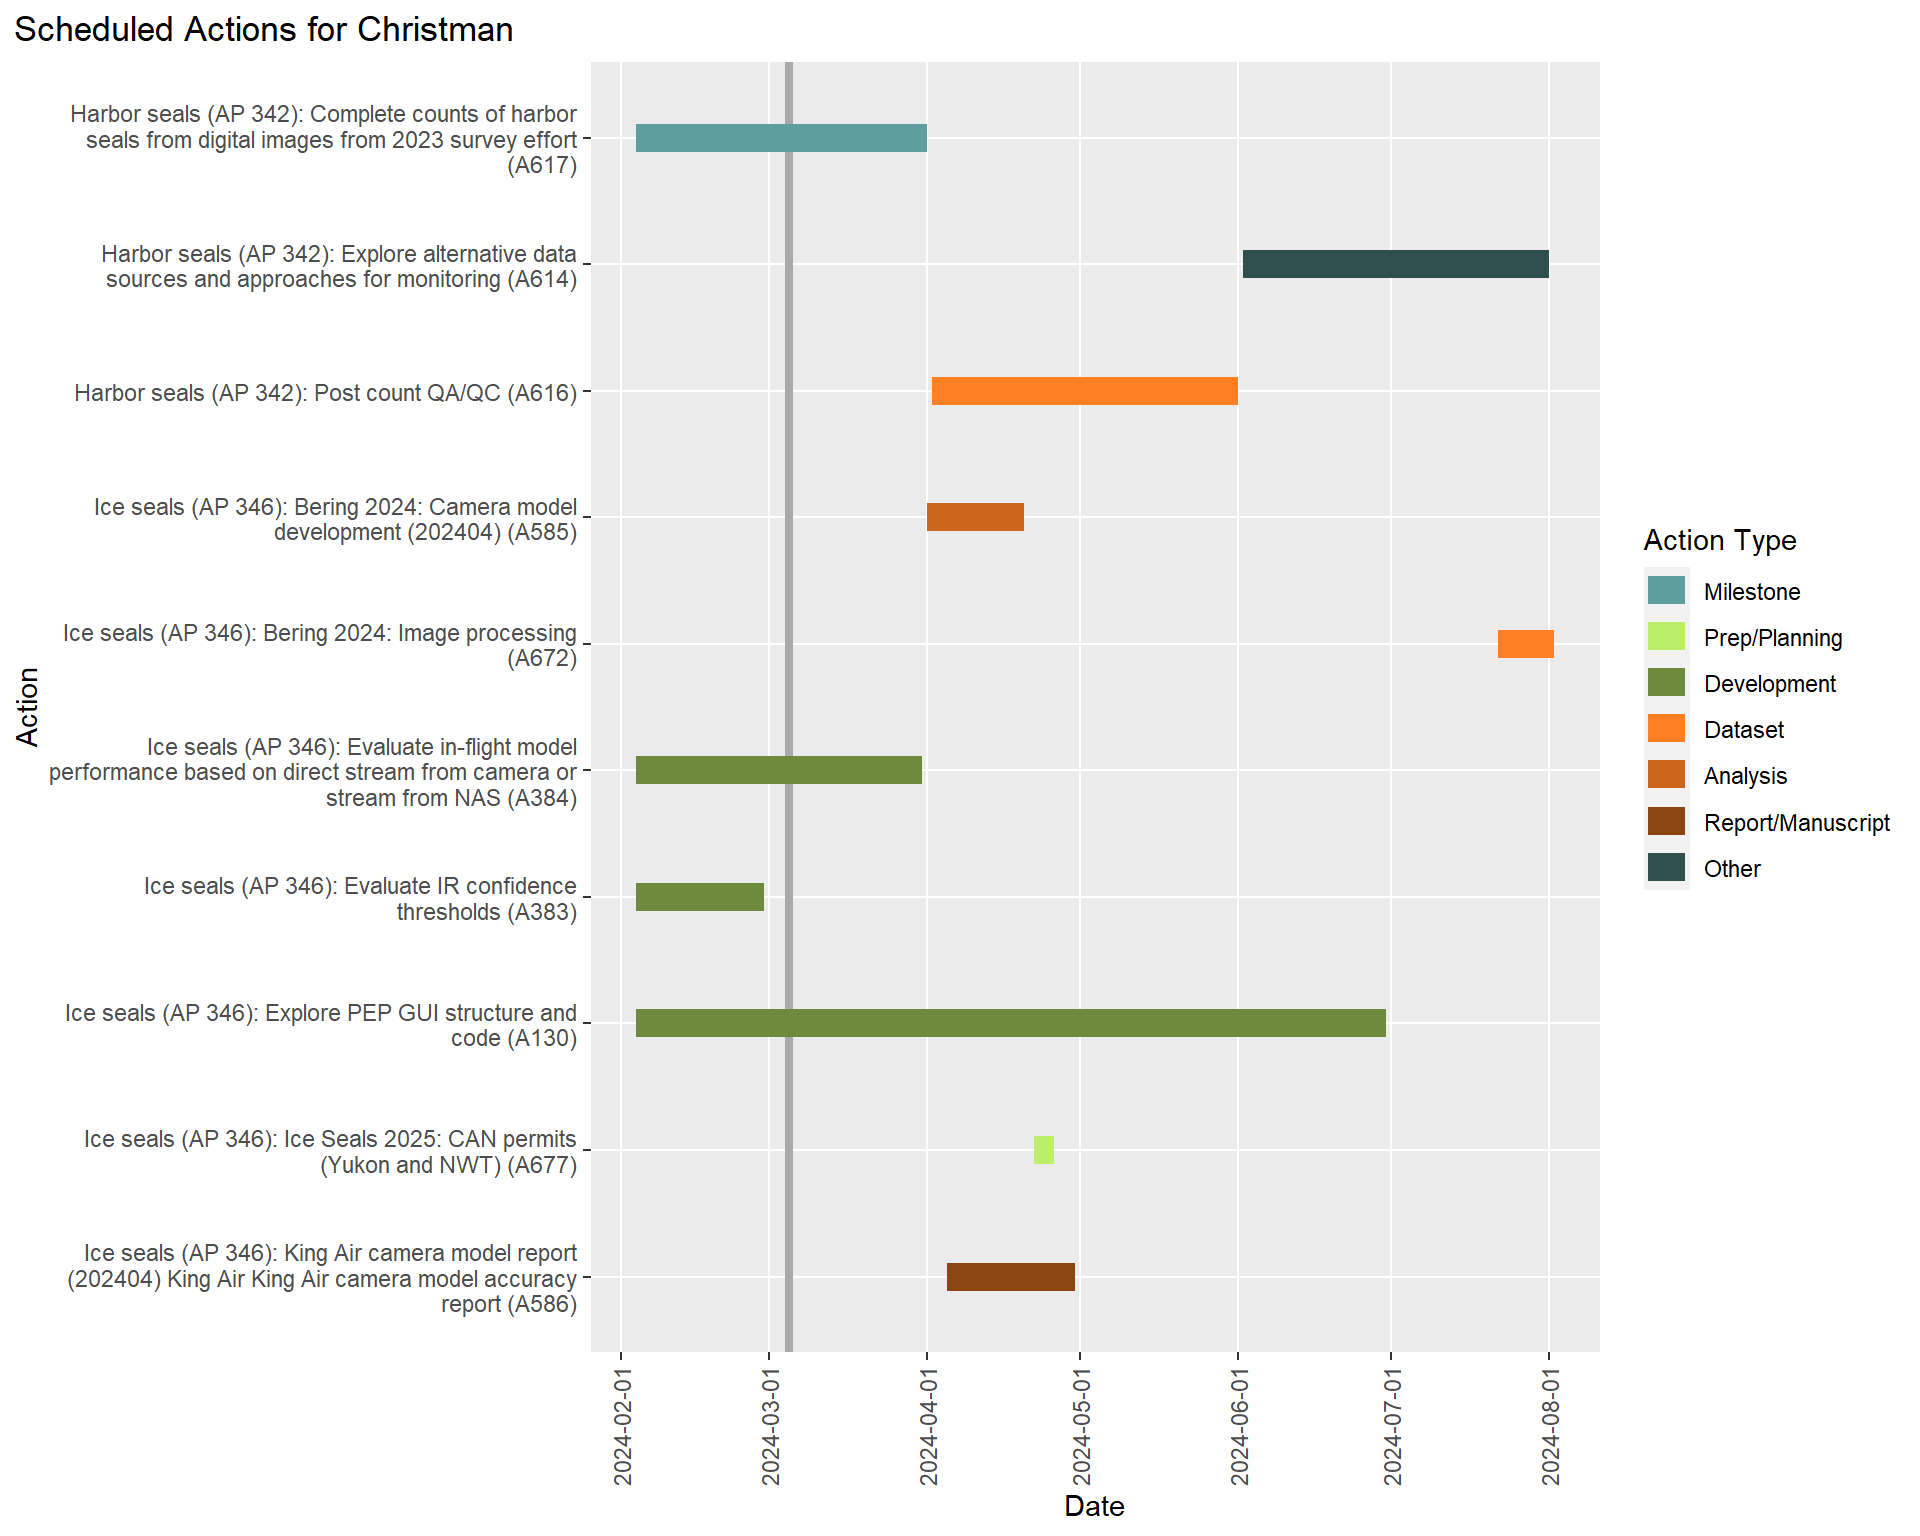 Scheduled Actions for Christman
Harbor seals (AP 342): Complete counts of harbor
seals from digital images from 2023 survey effort
(A617)
Harbor seals (AP 342): Explore alternative data
sources and approaches for monitoring (A614)
Harbor seals (AP 342): Post count QA/QC (A616)
Ice seals (AP 346): Bering 2024: Camera model
development (202404) (A585)
Ice seals (AP 346): Bering 2024: Image processing
(A672)
Ice seals (AP 346): Evaluate in-flight model
performance based on direct stream from camera or
stream from NAS (A384)
Ice seals (AP 346): Evaluate IR confidence
thresholds (A383)
Ice seals (AP 346): Explore PEP GUI structure and
code (A130)
Ice seals (AP 346): Ice Seals 2025: CAN permits
(Yukon and NWT) (A677)
Ice seals (AP 346): King Air camera model report
(202404) King Air King Air camera model accuracy
report (A586)
Action
2024-02-01
2024-03-01
2024-04-01
2024-05-01
2024-06-01
2024-07-01
2024-08-01
Date
Action Type
Milestone
Prep/Planning
Development
Dataset
Analysis
Report/Manuscript
Other